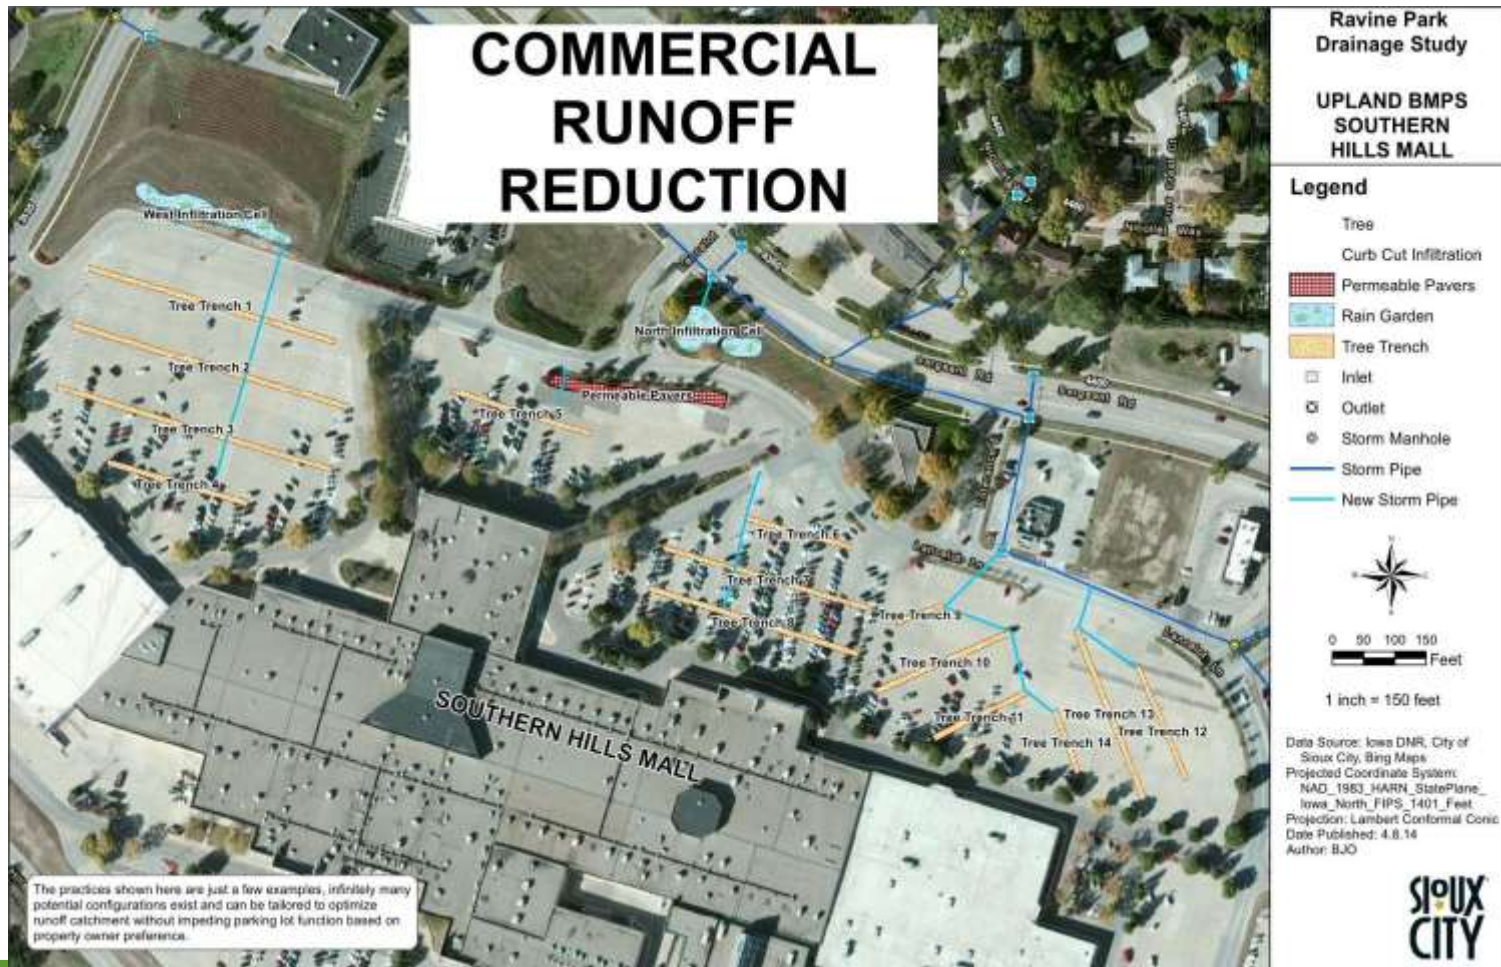 COMMERCIAL
RUNOFF
REDUCTION
Ravine Park
Drainage Study
UPLAND BMPS
SOUTHERN
HILLS MALL
Legend
Tree
Curb Cut Infiltration
Permeable Pavers
Rain Garden
Tree Trench
Inlet
Outlet
Storm Manhole
Storm Pipe
New Storm Pipe
0 50 100 150
Feet
1 inch = 150 feet
Data Source: Iowa DNR, City of
Sioux City, Bing Maps
Projected Coordinate System:
NAD_1983_HARN_StatePlane_
Iowa_North_FIPS_1401_Feet
Projection: Lambert Conformal Conic
Date Published: 4.8.14
Author: BJO
SIOUX
CITY
West Infiltration Cell
Tree Trench 1
Tree Trench 2
Tree Trench 3
Tree Trench 4
North Infiltration Cell
Permeable Pavers
Tree Trench 5
Sergeant Rd
Sergeant Rd
4400
4400
Tree Trench 6
Tree Trench 7
Tree Trench 8
Tree Trench 9
Tree Trench 10
Tree Trench 11
Tree Trench 13
Tree Trench 12
Tree Trench 14
SOUTHERN HILLS MALL
The practices shown here are just a few examples, infinitely many
potential configurations exist and can be tailored to optimize
runoff catchment without impeding parking lot function based on
property owner preference.